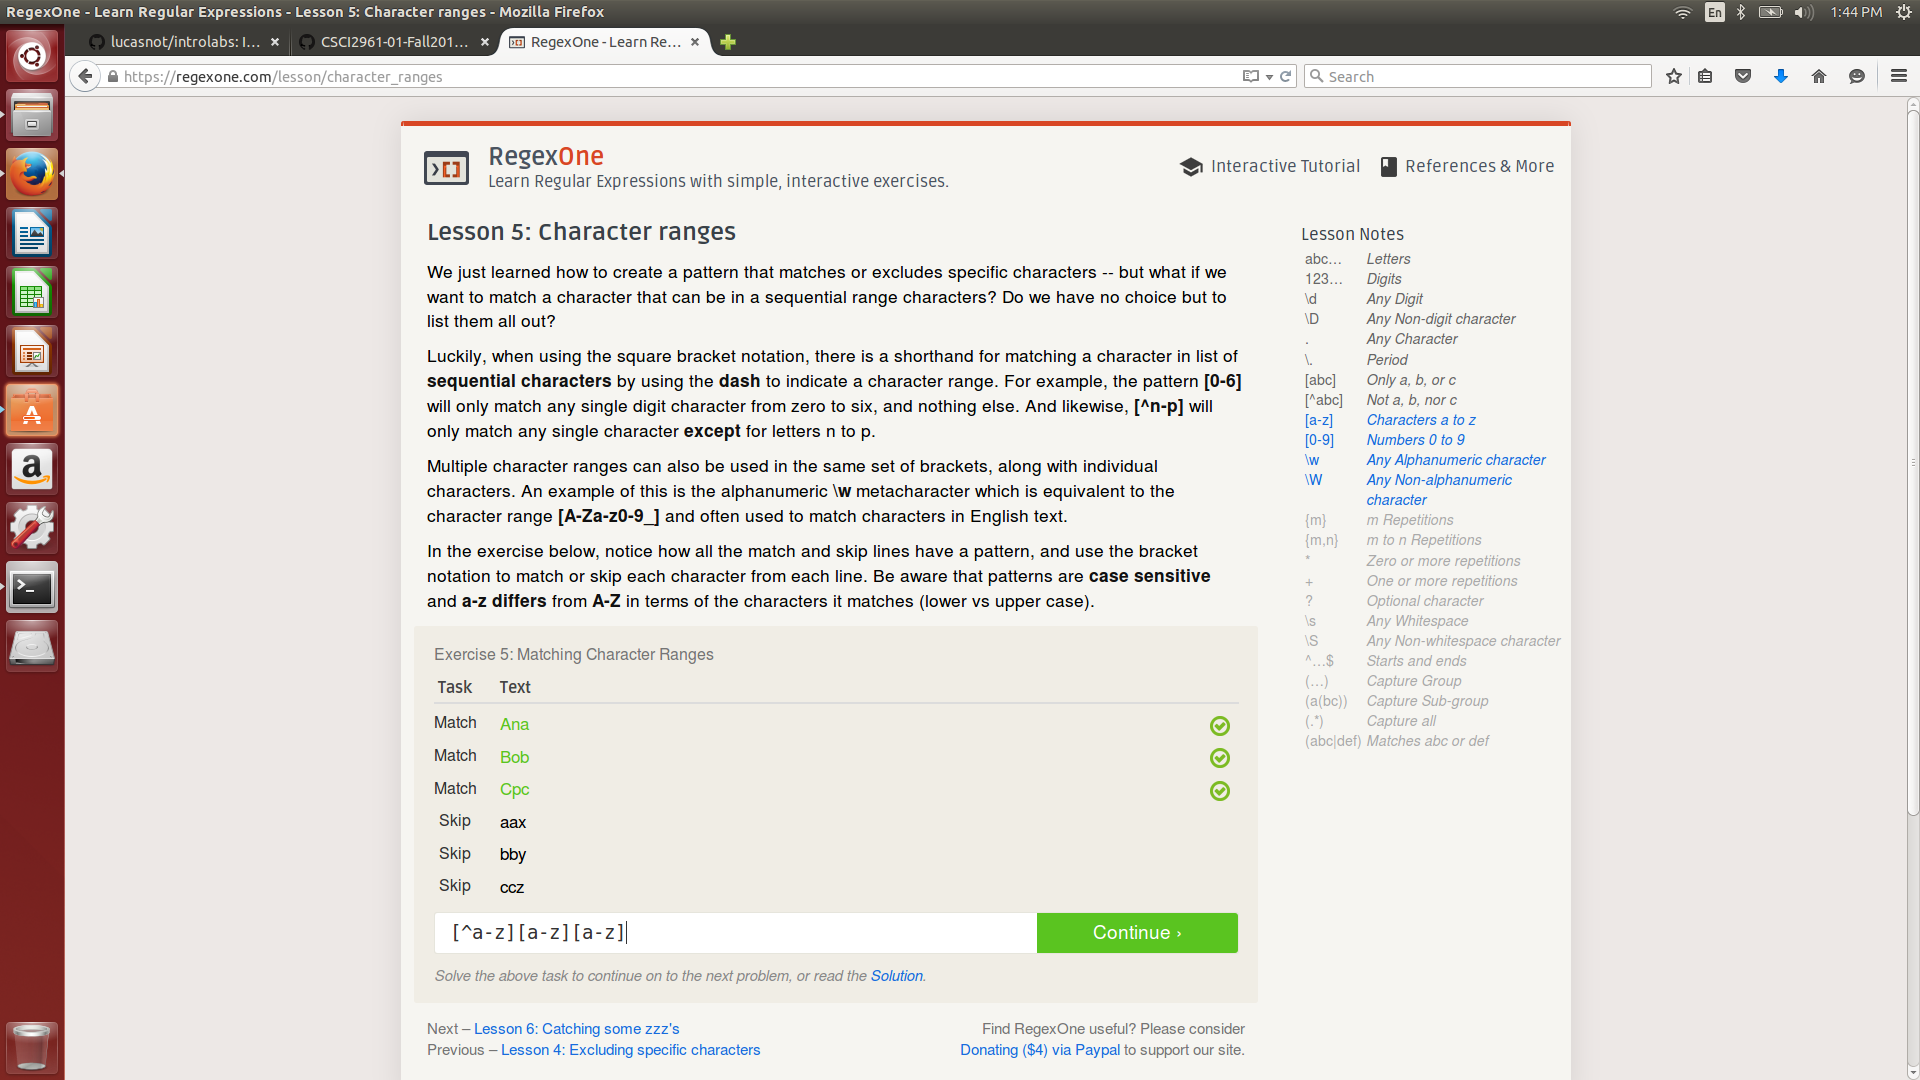 RegexOne - Learn Regular Expressions - Lesson 5: Character ranges - Mozilla Firefox
En
1:44 PM
lucasnot/introlabs: I...
CSCI2961-01-Fall201...
RegexOne - Learn Re...
https://regexone.com/lesson/character_ranges
Search
RegexOne
Learn Regular Expressions with simple, interactive exercises.
Interactive Tutorial
References & More
Lesson 5: Character ranges
We just learned how to create a pattern that matches or excludes specific characters -- but what if we
want to match a character that can be in a sequential range characters? Do we have no choice but to
list them all out?
Luckily, when using the square bracket notation, there is a shorthand for matching a character in list of
sequential characters by using the dash to indicate a character range. For example, the pattern [0-6]
will only match any single digit character from zero to six, and nothing else. And likewise, [^n-p] will
only match any single character except for letters n to p.
Multiple character ranges can also be used in the same set of brackets, along with individual
characters. An example of this is the alphanumeric \w metacharacter which is equivalent to the
character range [A-Za-z0-9_] and often used to match characters in English text.
In the exercise below, notice how all the match and skip lines have a pattern, and use the bracket
notation to match or skip each character from each line. Be aware that patterns are case sensitive
and a-z differs from A-Z in terms of the characters it matches (lower vs upper case).
Exercise 5: Matching Character Ranges
Task Text
Match Ana
Match Bob
Match Cpc
Skip aax
Skip bby
Skip ccz
[^a-z][a-z][a-z]
Continue ›
Solve the above task to continue on to the next problem, or read the Solution.
Next – Lesson 6: Catching some zzz's
Previous – Lesson 4: Excluding specific characters
Find RegexOne useful? Please consider
Donating ($4) via Paypal to support our site.
Lesson Notes
abc… Letters
123… Digits
\d Any Digit
\D Any Non-digit character
. Any Character
\. Period
[abc] Only a, b, or c
[^abc] Not a, b, nor c
[a-z] Characters a to z
[0-9] Numbers 0 to 9
\w Any Alphanumeric character
\W Any Non-alphanumeric
character
{m} m Repetitions
{m,n} m to n Repetitions
* Zero or more repetitions
+ One or more repetitions
? Optional character
\s Any Whitespace
\S Any Non-whitespace character
^…$ Starts and ends
(…) Capture Group
(a(bc)) Capture Sub-group
(.*) Capture all
(abc|def) Matches abc or def